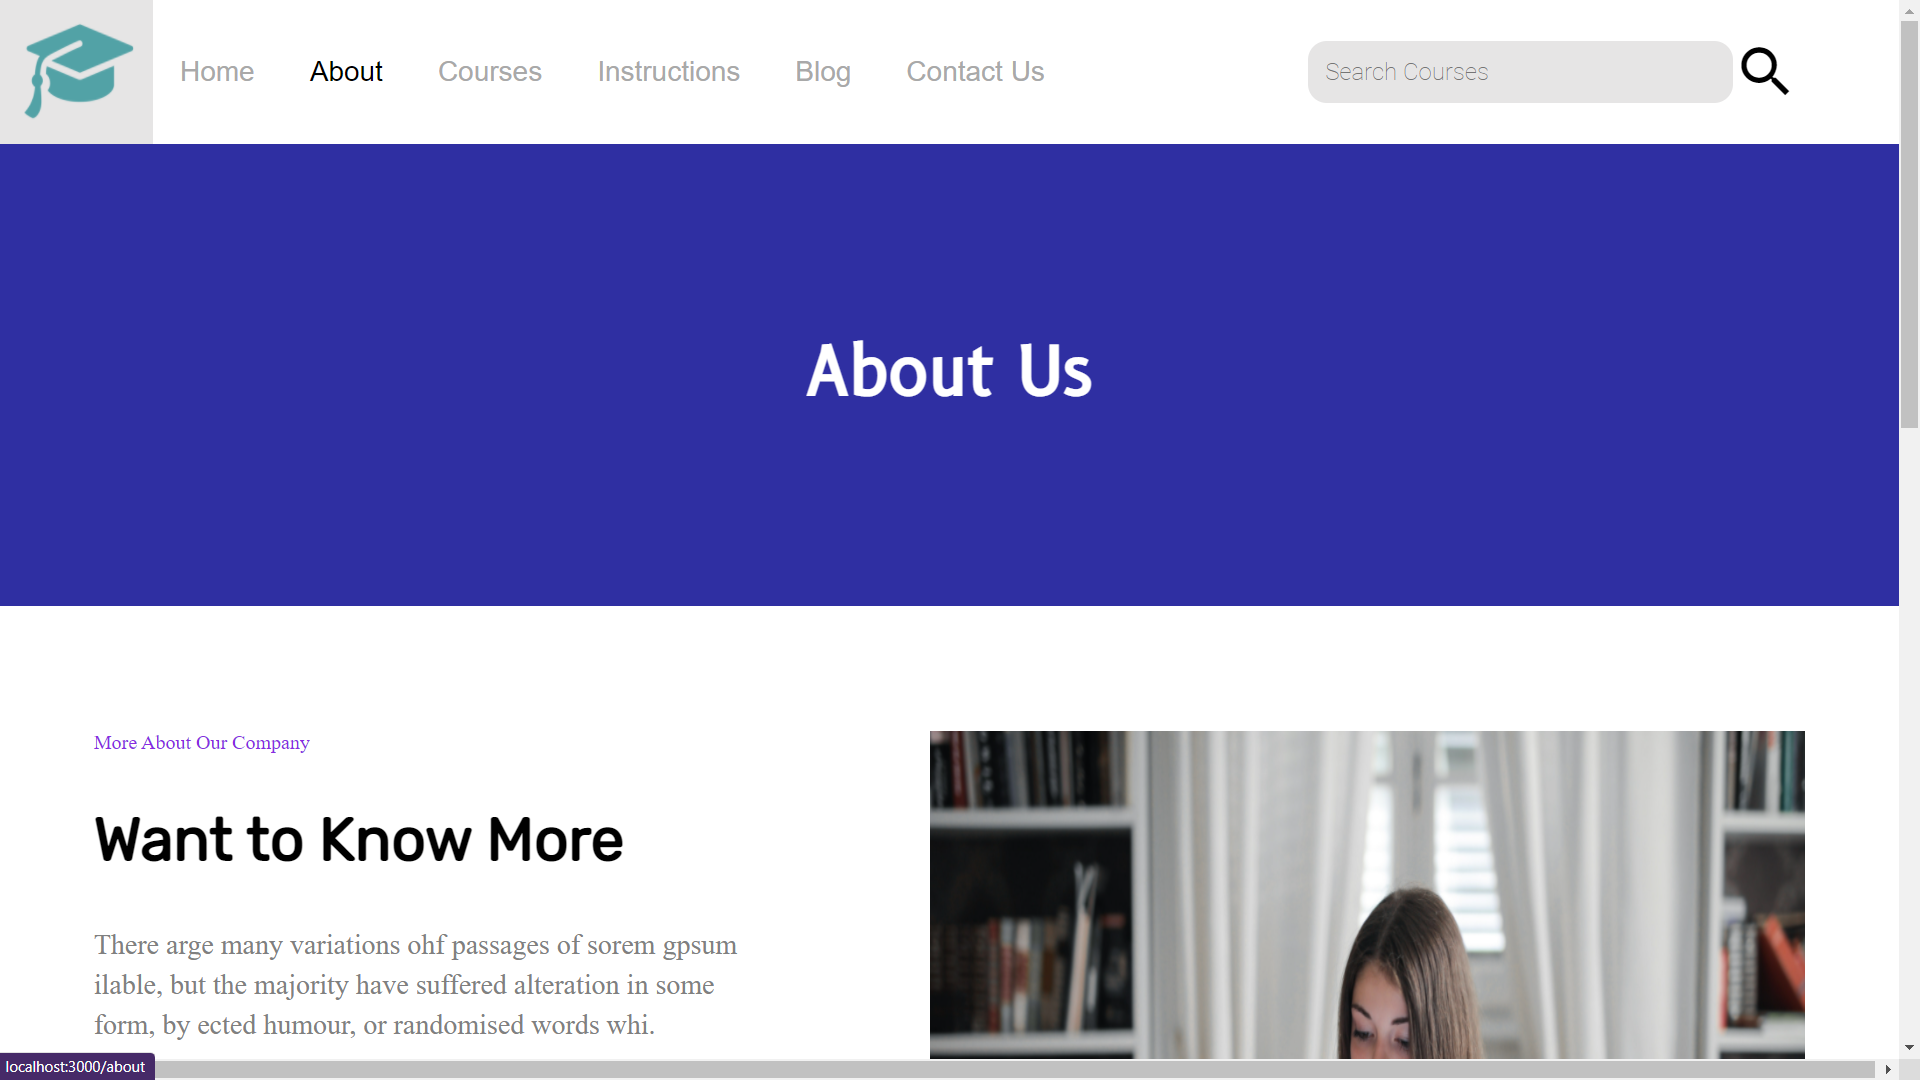 Home
About
Courses
Instructions
Blog
Contact Us
Search Courses
About Us
More About Our Company
Want to Know More
There arge many variations ohf passages of sorem gpsum
ilable, but the majority have suffered alteration in some
form, by ected humour, or randomised words whi.
localhost:3000/about